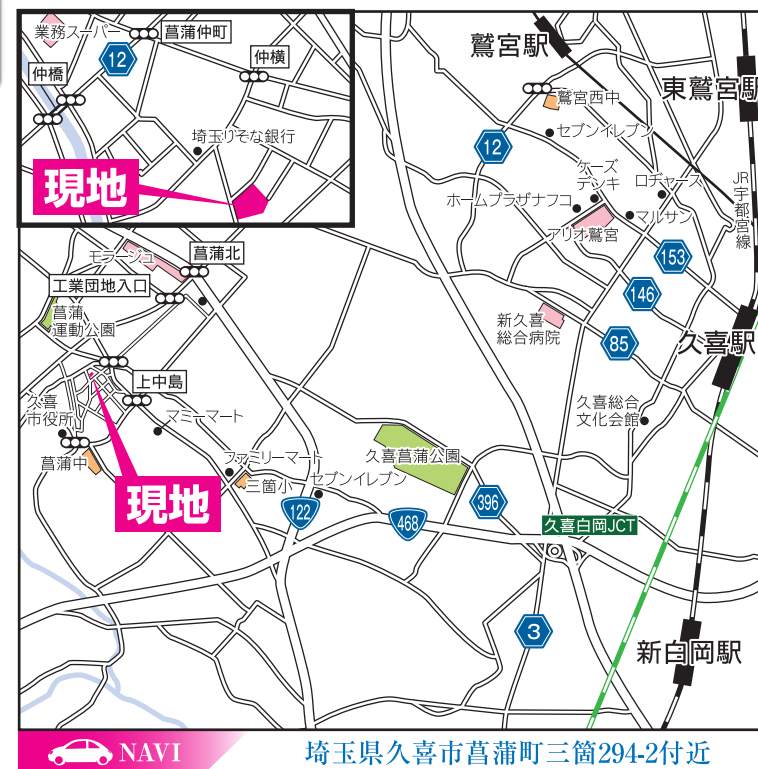 業務スーパー
菖蒲仲町
12
仲橋
仲横
埼玉りそな銀行
現地
鷲宮駅
東鷲宮駅
鷲宮西中
セブンイレブン
12
ケーズ
デンキ
ロヂャース
ホームプラザナフコ
マルサン
アリオ鷲宮
JR宇都宮線
153
146
85
モラージュ
菖蒲北
工業団地入口
菖蒲
運動公園
新久喜
総合病院
久喜駅
上中島
久喜
市役所
マミーマート
菖蒲中
久喜総合
文化会館
ファミリーマート
三箇小
セブンイレブン
久喜菖蒲公園
現地
122
468
396
久喜白岡JCT
3
新白岡駅
NAVI
埼玉県久喜市菖蒲町三箇294-2付近